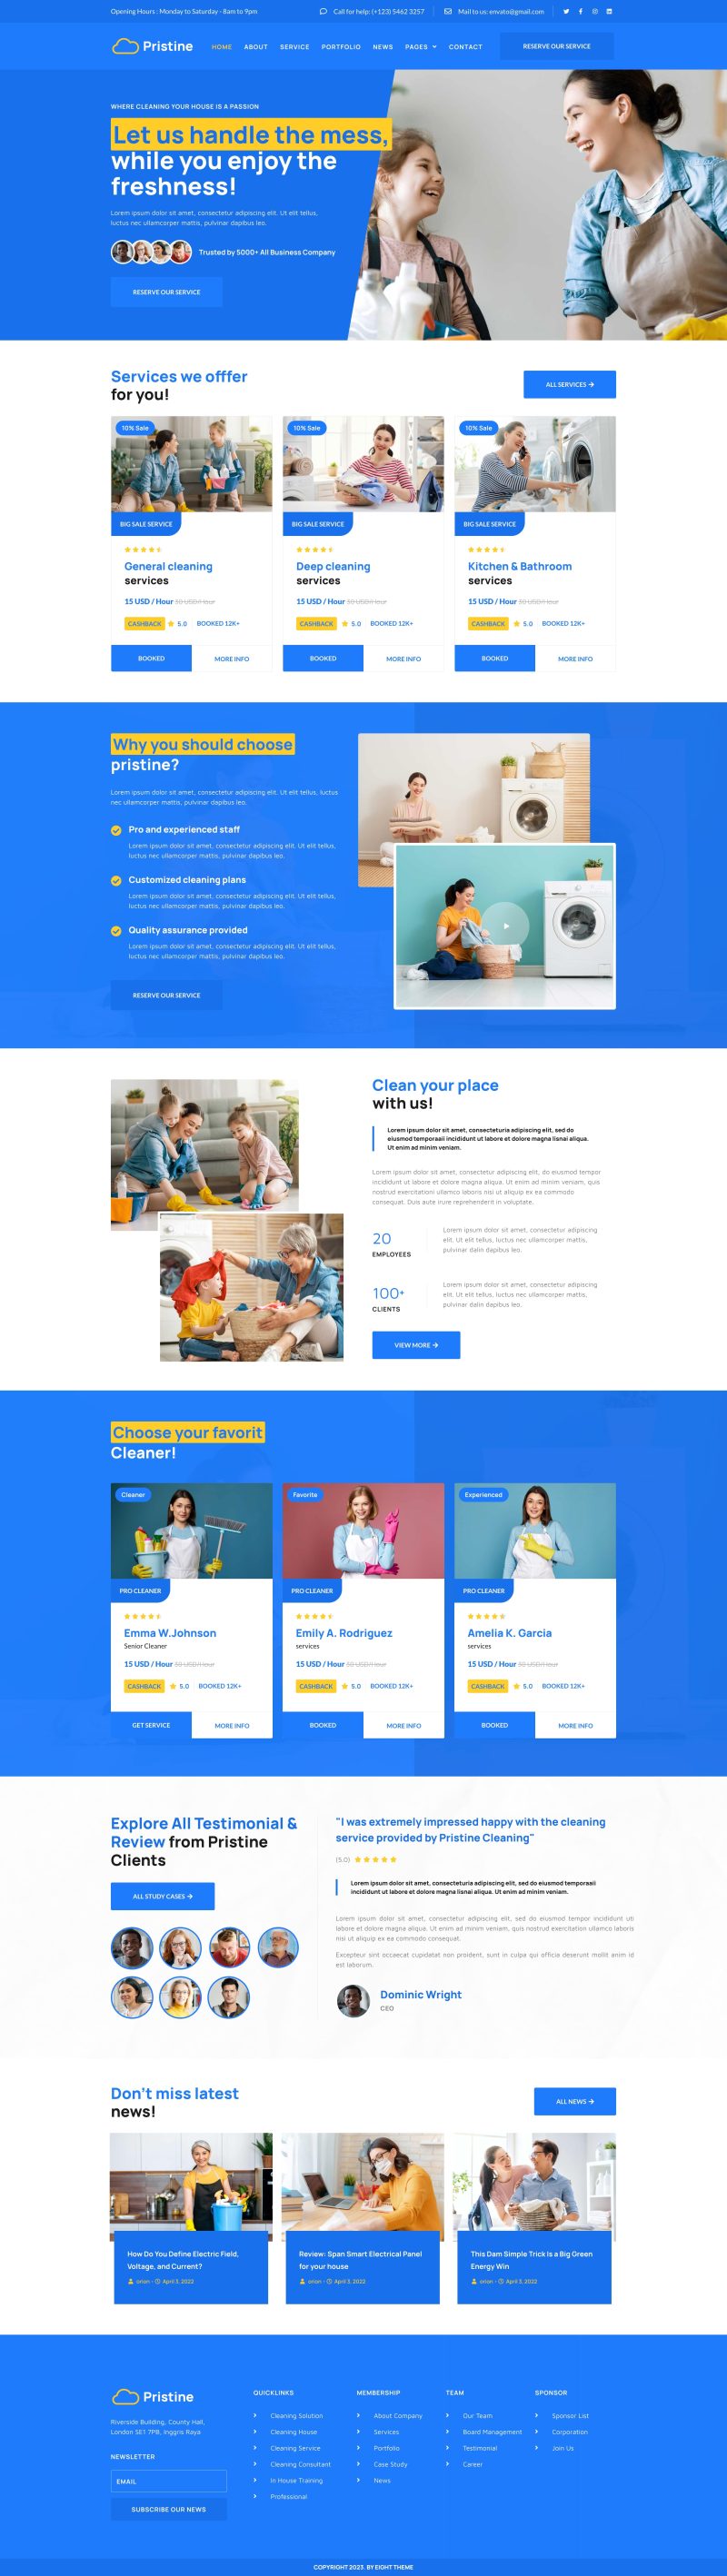 Opening Hours : Monday to Saturday - 8am to 9pm
Call for help: (+123) 5462 3257
Mail to us: envato@gmail.com
Pristine
HOME
ABOUT
SERVICE
PORTFOLIO
NEWS
PAGES
CONTACT
RESERVE OUR SERVICE
WHERE CLEANING YOUR HOUSE IS A PASSION
Let us handle the mess,
while you enjoy the
freshness!
Lorem ipsum dolor sit amet, consectetur adipiscing elit. Ut elit tellus,
luctus nec ullamcorper mattis, pulvinar dapibus leo.
Trusted by 5000+ All Business Company
RESERVE OUR SERVICE
Services we offfer
for you!
ALL SERVICES
10% Sale
BIG SALE SERVICE
General cleaning
services
15 USD / Hour
CASHBACK
5.0
BOOKED 12K+
BOOKED
MORE INFO
10% Sale
BIG SALE SERVICE
Deep cleaning
services
15 USD / Hour
CASHBACK
5.0
BOOKED 12K+
BOOKED
MORE INFO
10% Sale
BIG SALE SERVICE
Kitchen & Bathroom
services
15 USD / Hour
CASHBACK
5.0
BOOKED 12K+
BOOKED
MORE INFO
Why you should choose
pristine?
Lorem ipsum dolor sit amet, consectetur adipiscing elit. Ut elit tellus, luctus
nec ullamcorper mattis, pulvinar dapibus leo.
Pro and experienced staff
Lorem ipsum dolor sit amet, consectetur adipiscing elit. Ut elit tellus,
luctus nec ullamcorper mattis, pulvinar dapibus leo.
Customized cleaning plans
Lorem ipsum dolor sit amet, consectetur adipiscing elit. Ut elit tellus,
luctus nec ullamcorper mattis, pulvinar dapibus leo.
Quality assurance provided
Lorem ipsum dolor sit amet, consectetur adipiscing elit. Ut elit tellus,
luctus nec ullamcorper mattis, pulvinar dapibus leo.
RESERVE OUR SERVICE
Clean your place
with us!
Lorem ipsum dolor sit amet, consecteturia adipiscing elit, sed do
eiusmod temporaaii incididunt ut labore et dolore magna lisnai aliqua.
Ut enim ad minim veniam.
Lorem ipsum dolor sit amet, consectetur adipiscing elit, do eiusmod tempor
incididunt ut labore et dolore magna aliqua. Ut enim ad minim veniam, quis
nostrud exercitationi ullamco laboris nisi ut aliquip ex ea commodo
consequat. Duis aute irure reprehenderit in voluptate.
20
EMPLOYEES
Lorem ipsum dolor sit amet, consectetur adipiscing
elit. Ut elit tellus, luctus nec ullamcorper mattis,
pulvinar dalin dapibus leo.
100+
CLIENTS
Lorem ipsum dolor sit amet, consectetur adipiscing
elit. Ut elit tellus, luctus nec ullamcorper mattis,
pulvinar dalin dapibus leo.
VIEW MORE
Choose your favorit
Cleaner!
Cleaner
PRO CLEANER
Emma W.Johnson
Senior Cleaner
15 USD / Hour
CASHBACK
5.0
BOOKED 12K+
GET SERVICE
MORE INFO
Favorite
PRO CLEANER
Emily A. Rodriguez
services
15 USD / Hour
CASHBACK
5.0
BOOKED 12K+
BOOKED
MORE INFO
Experienced
PRO CLEANER
Amelia K. Garcia
services
15 USD / Hour
CASHBACK
5.0
BOOKED 12K+
BOOKED
MORE INFO
Explore All Testimonial &
Review from Pristine
Clients
ALL STUDY CASES
"I was extremely impressed happy with the cleaning
service provided by Pristine Cleaning"
(5.0)
Lorem ipsum dolor sit amet, consecteturia adipiscing elit, sed do eiusmod temporaaii
incididunt ut labore et dolore magna lisnai aliqua. Ut enim ad minim veniam.
Lorem ipsum dolor sit amet, consectetur adipiscing elit, sed do eiusmod tempor incididunt uti
labore et dolore magna aliqua. Ut enim ad minim veniam, quis nostrud exercitation ullamco laboris
nisi ut aliquip ex ea commodo consequat.
Excepteur sint occaecat cupidatat non proident, sunt in culpa qui officia deserunt mollit anim id
est laborum.
Dominic Wright
CEO
Don't miss latest
news!
ALL NEWS
How Do You Define Electric Field,
Voltage, and Current?
orion - April 3, 2022
Review: Span Smart Electrical Panel
for your house
orion - April 3, 2022
This Dam Simple Trick Is a Big Green
Energy Win
orion - April 3, 2022
Pristine
Riverside Building, County Hall,
London SE1 7PB, Inggris Raya
NEWSLETTER
EMAIL
SUBSCRIBE OUR NEWS
QUICKLINKS
Cleaning Solution
Cleaning House
Cleaning Service
Cleaning Consultant
In House Training
Professional
MEMBERSHIP
About Company
Services
Portfolio
Case Study
News
TEAM
Our Team
Board Management
Testimonial
Career
SPONSOR
Sponsor List
Corporation
Join Us
COPYRIGHT 2023. BY EIGHT THEME